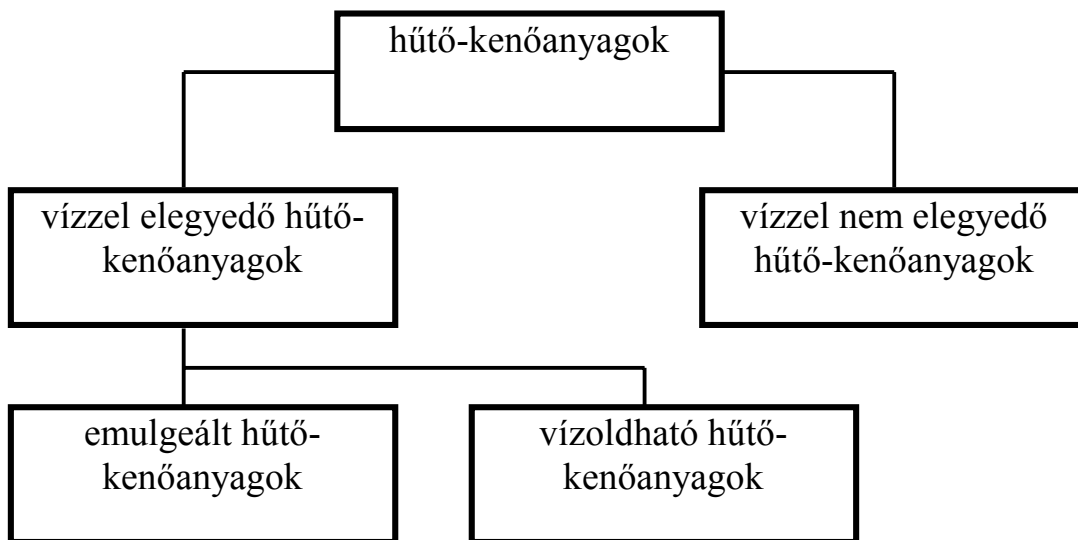 hűtő-kenőanyagok
vízzel elegyedő hűtő-
kenőanyagok
vízzel nem elegyedő
hűtő-kenőanyagok
emulgeált hűtő-
kenőanyagok
vízoldható hűtő-
kenőanyagok